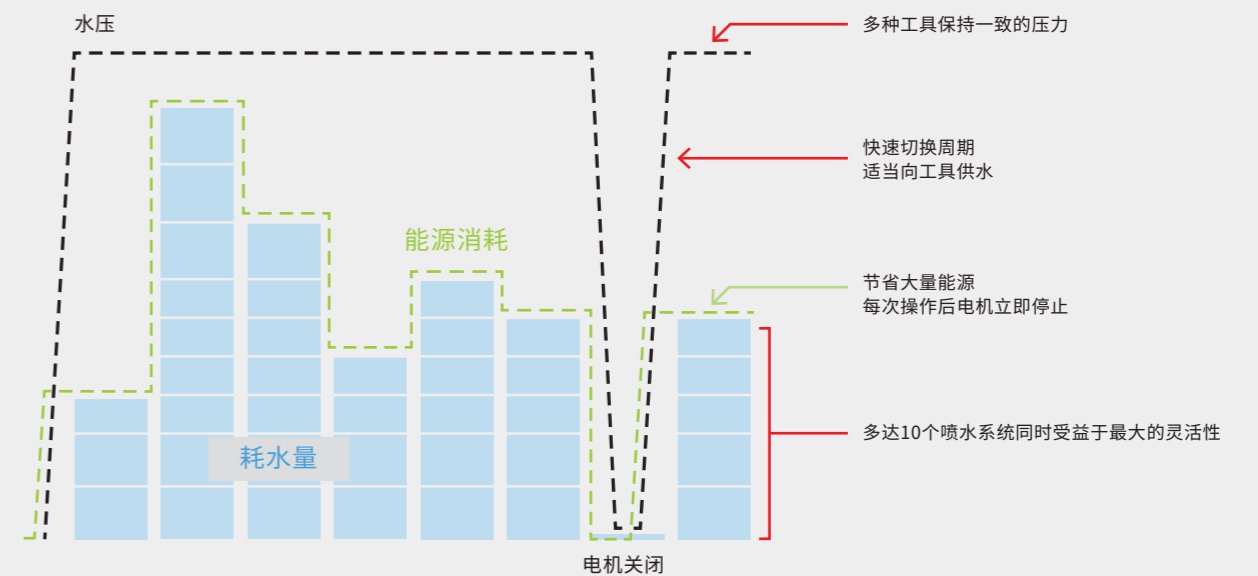 水压
多种工具保持一致的压力
快速切换周期
适当向工具供水
能源消耗
节省大量能源
每次操作后电机立即停止
多达10个喷水系统同时受益于最大的灵活性
耗水量
电机关闭